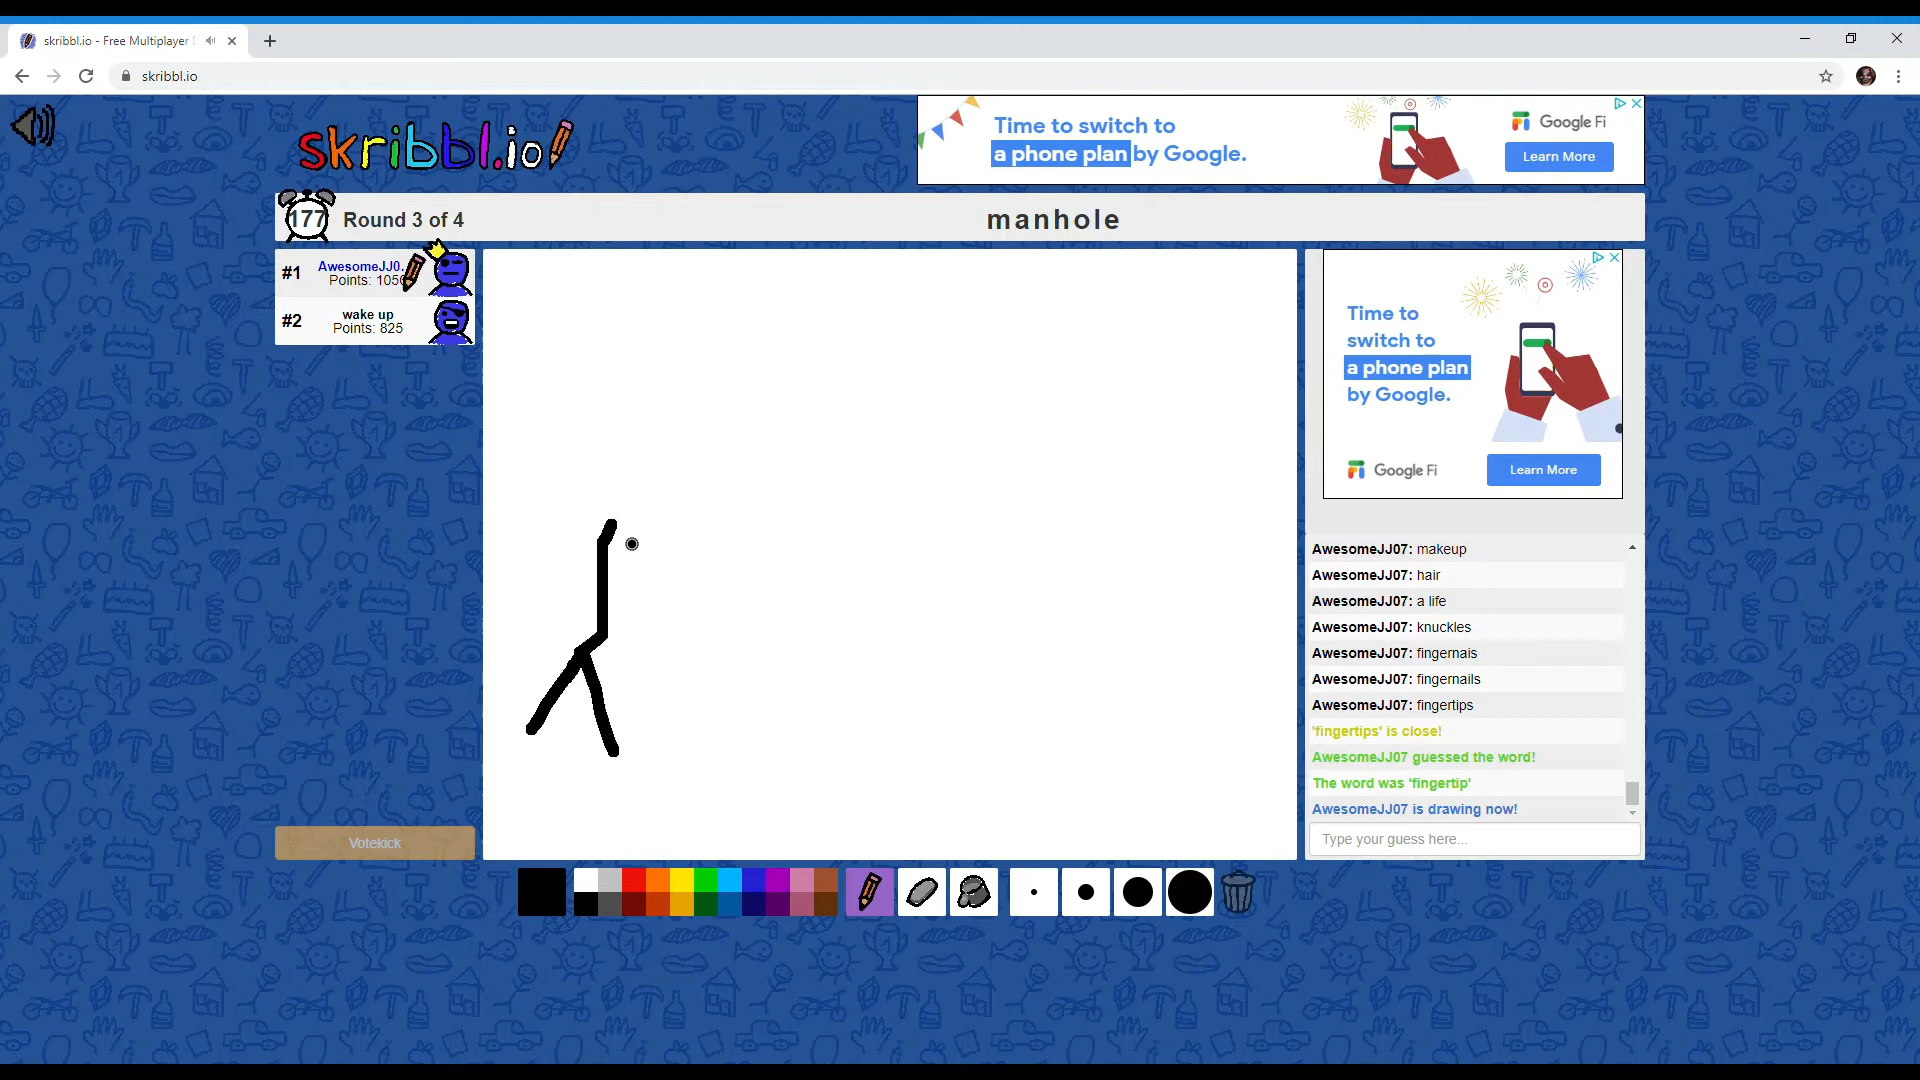 skribbl.io - Free Multiplayer
skribbl.io
skribbl.io
Time to switch to
a phone plan by Google.
Google Fi
Learn More
177
Round 3 of 4
manhole
#1
AwesomeJJ0.
Points: 1056
#2
wake up
Points: 825
Time to
switch to
a phone plan
by Google.
Google Fi
Learn More
AwesomeJJ07: makeup
AwesomeJJ07: hair
AwesomeJJ07: a life
AwesomeJJ07: knuckles
AwesomeJJ07: fingernais
AwesomeJJ07: fingernails
AwesomeJJ07: fingertips
'fingertips' is close!
AwesomeJJ07 guessed the word!
The word was 'fingertip'
AwesomeJJ07 is drawing now!
Type your guess here...
Votekick